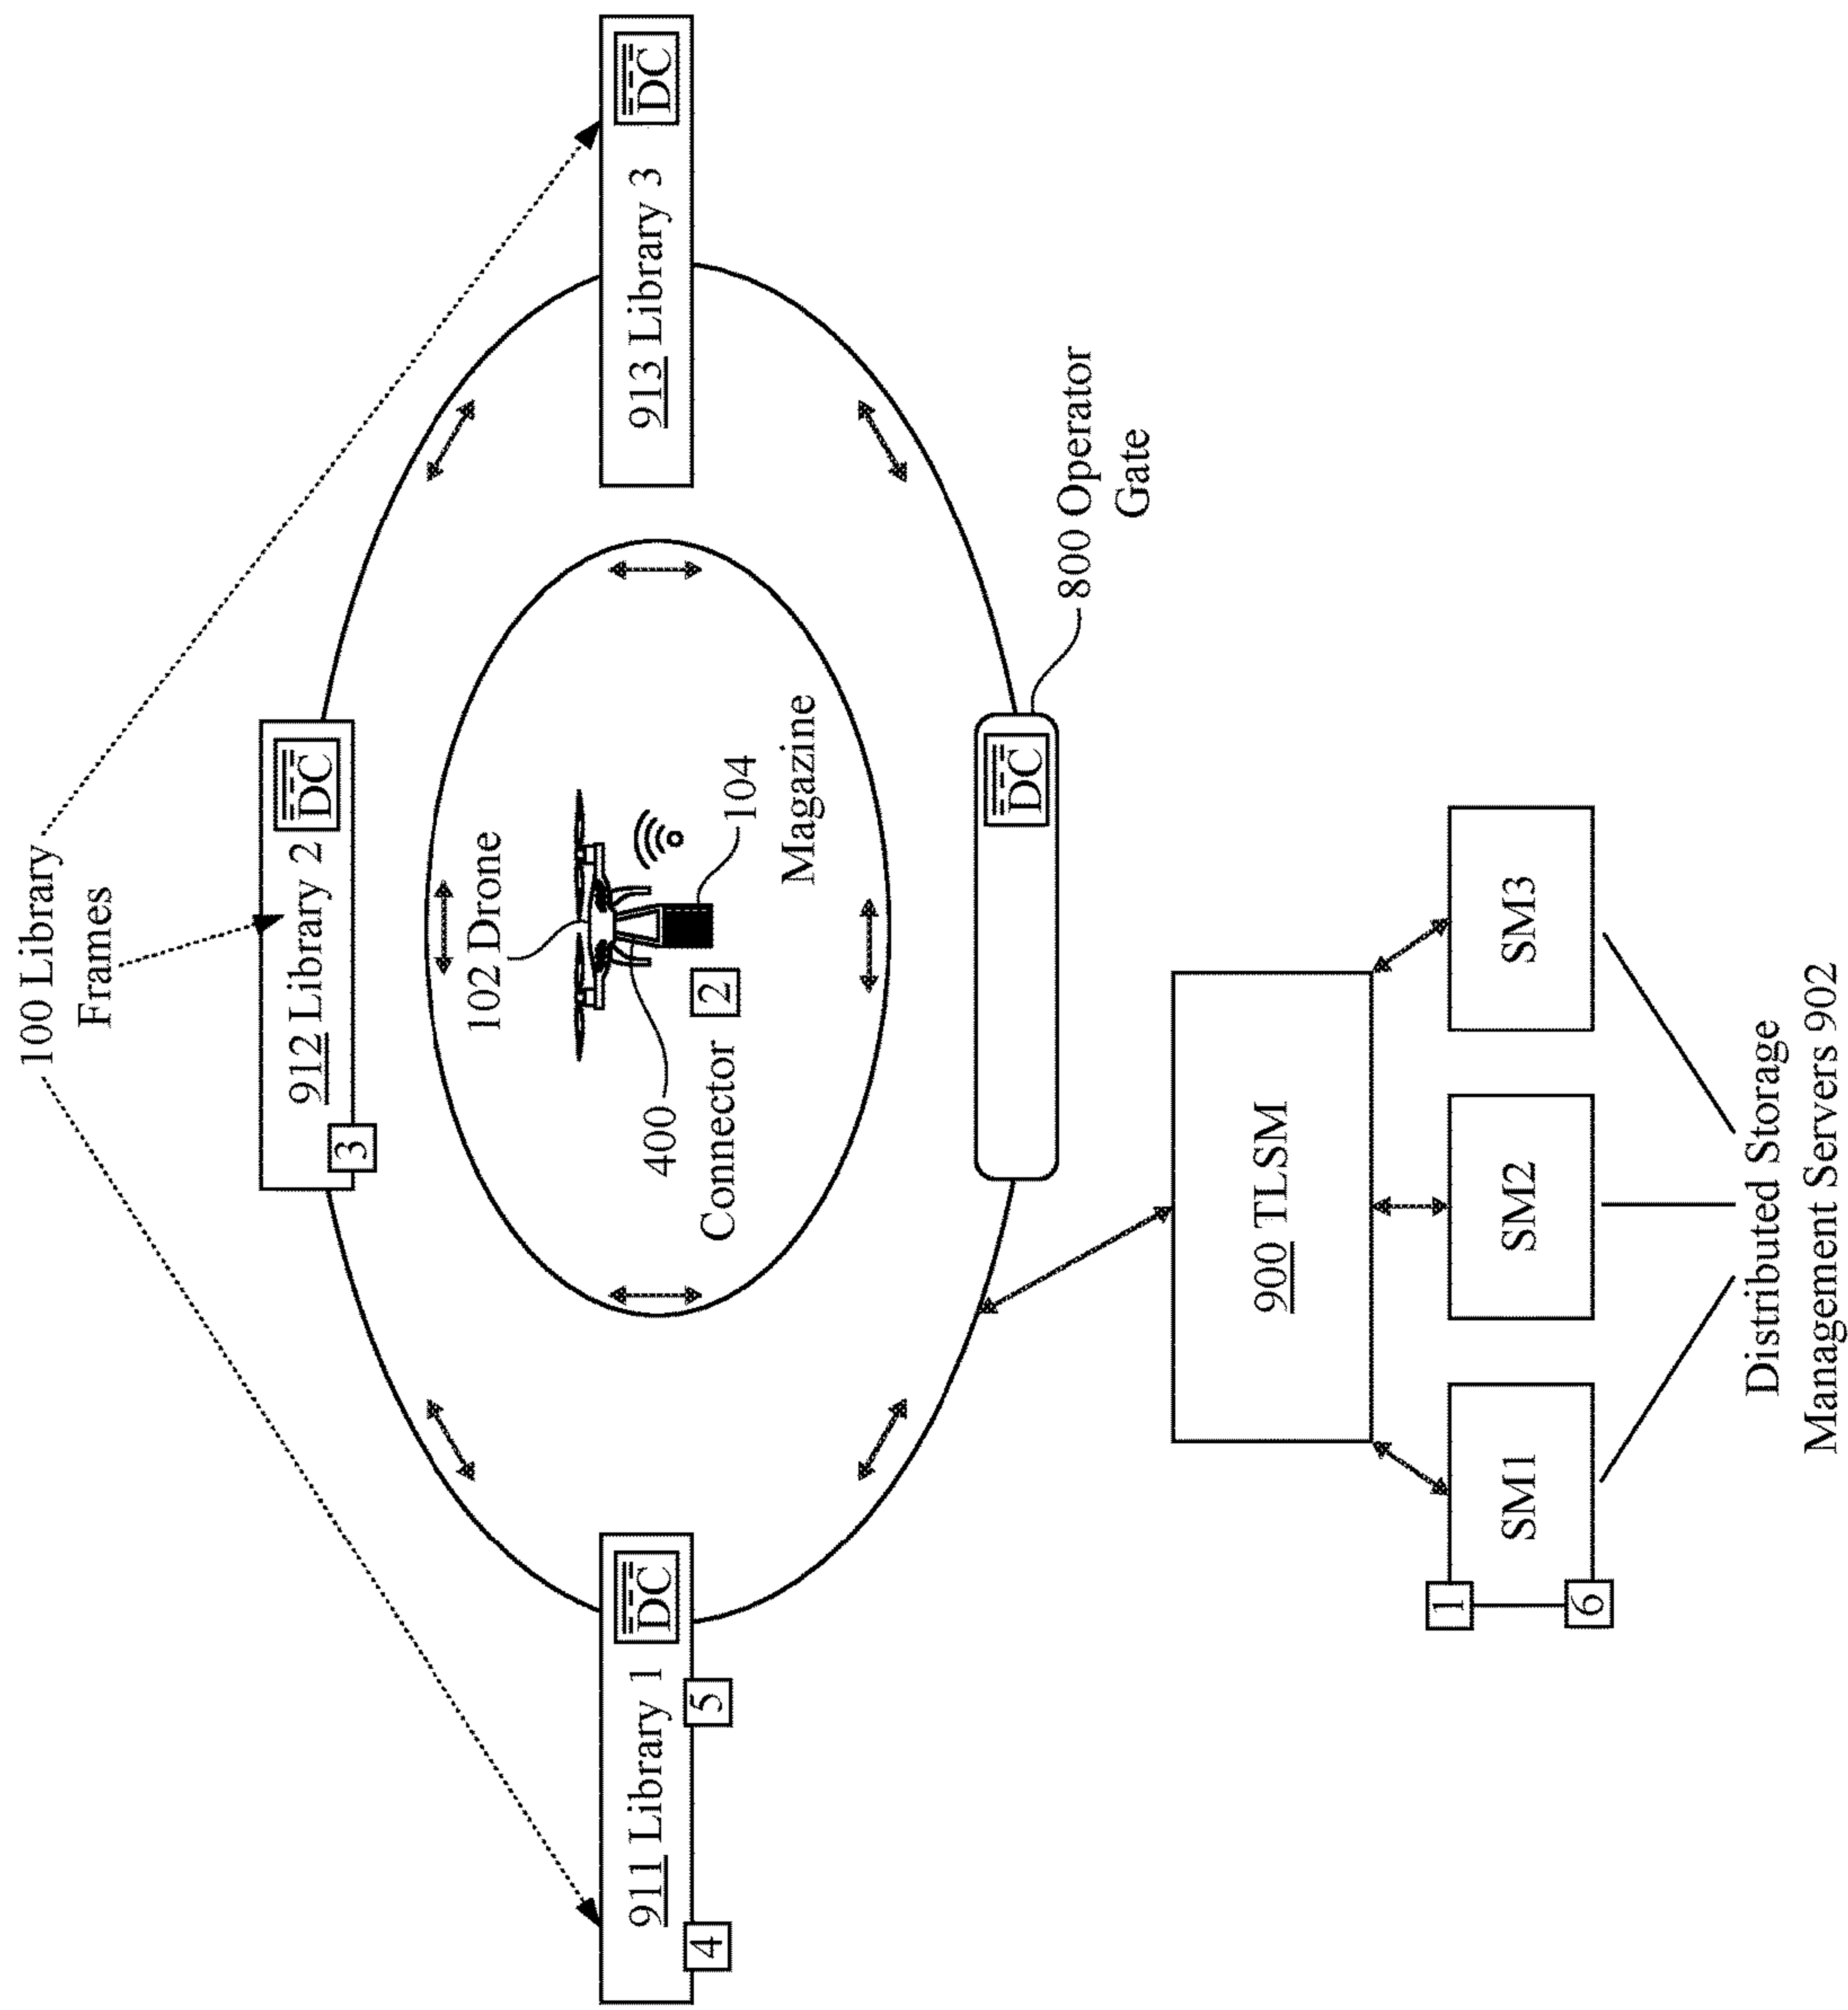 100 Library
Frames
912 Library 2
DC
3
102 Drone
911 Library 1
DC
4
5
913 Library 3
DC
400
Connector
2
104
Magazine
DC
800 Operator
Gate
900 TLSM
1
SM1
6
SM2
SM3
Distributed Storage
Management Servers 902